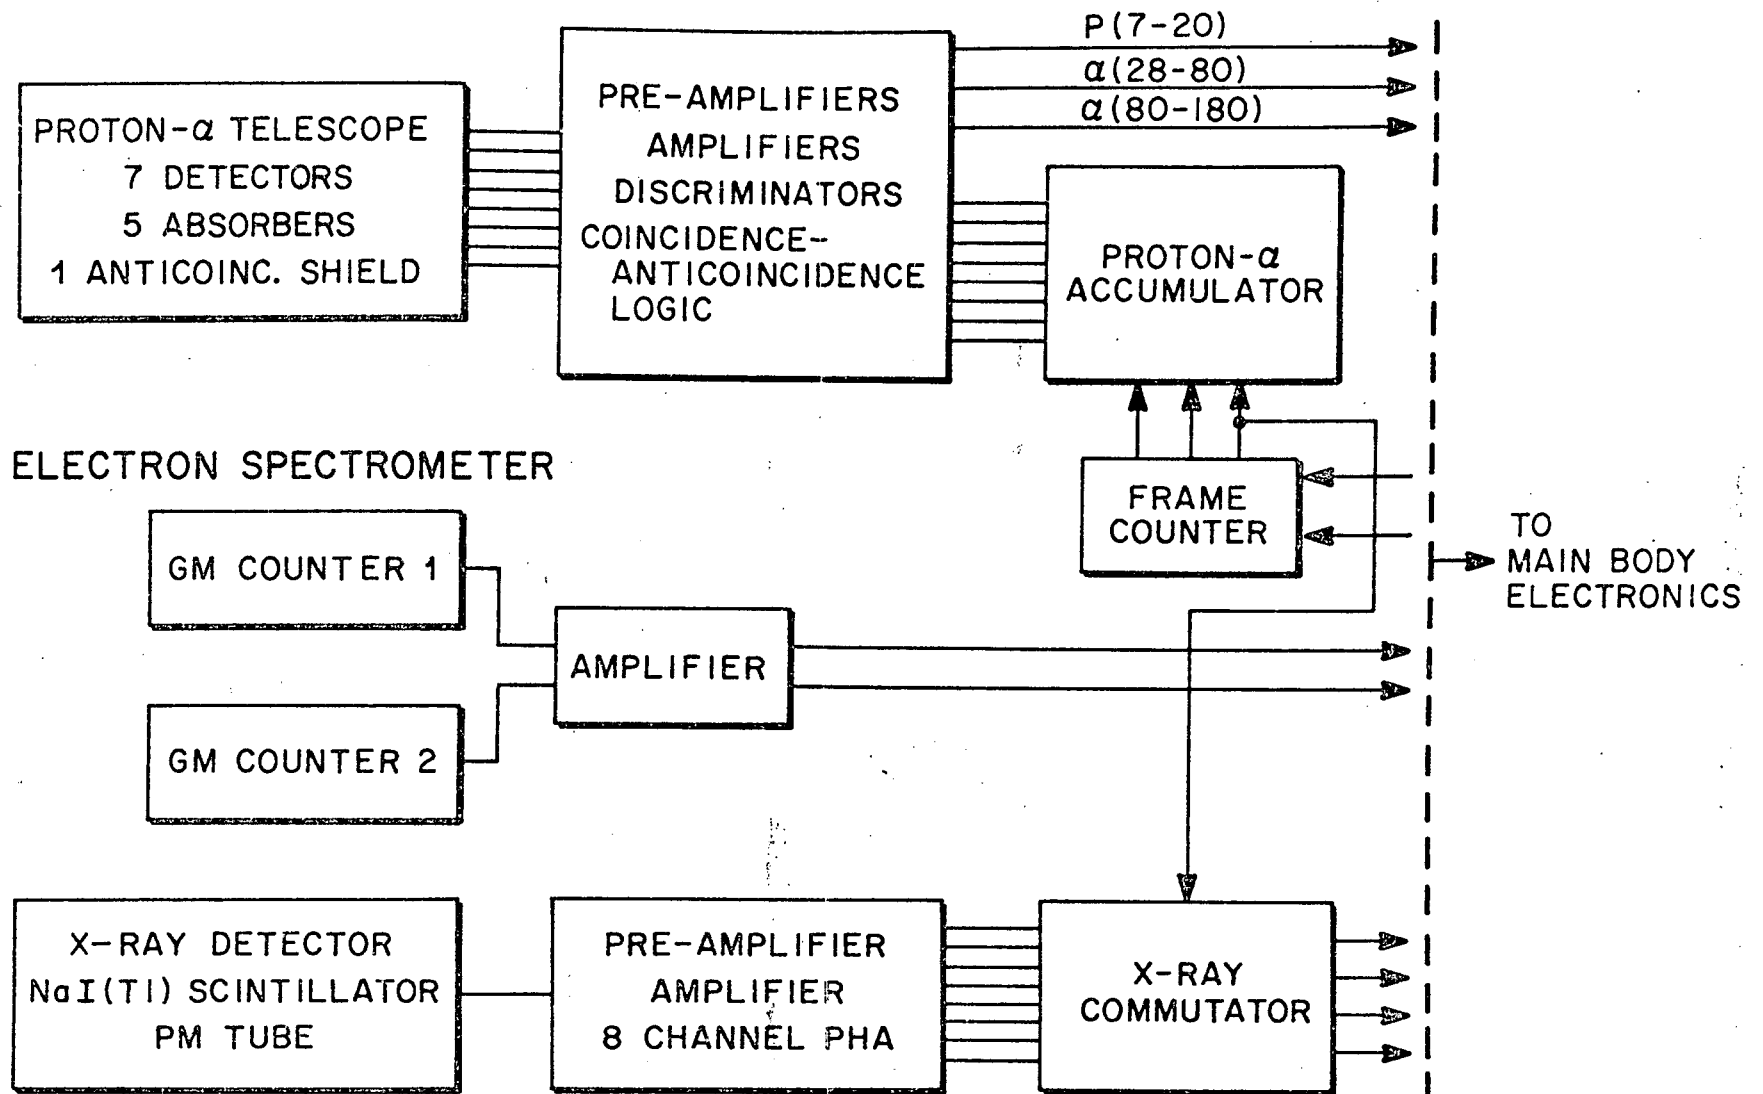 P(7-20)
α(28-80)
α(80-180)
PROTON-α TELESCOPE
7 DETECTORS
5 ABSORBERS
1 ANTICOINC. SHIELD
PRE-AMPLIFIERS
AMPLIFIERS
DISCRIMINATORS
COINCIDENCE-
ANTICOINCIDENCE
LOGIC
PROTON-α
ACCUMULATOR
ELECTRON SPECTROMETER
FRAME
COUNTER
GM COUNTER 1
AMPLIFIER
GM COUNTER 2
TO
MAIN BODY
ELECTRONICS
X-RAY DETECTOR
NaI(Tl) SCINTILLATOR
PM TUBE
PRE-AMPLIFIER
AMPLIFIER
8 CHANNEL PHA
X-RAY
COMMUTATOR